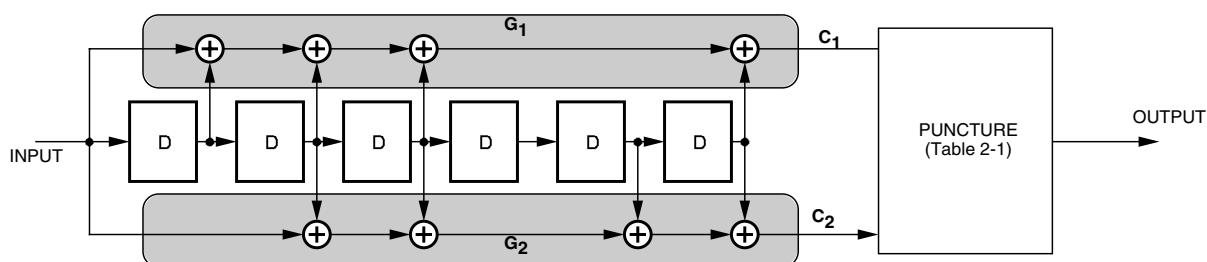 G1
C1
D D D D D D
INPUT
PUNCTURE
(Table 2-1)
OUTPUT
G2
C2